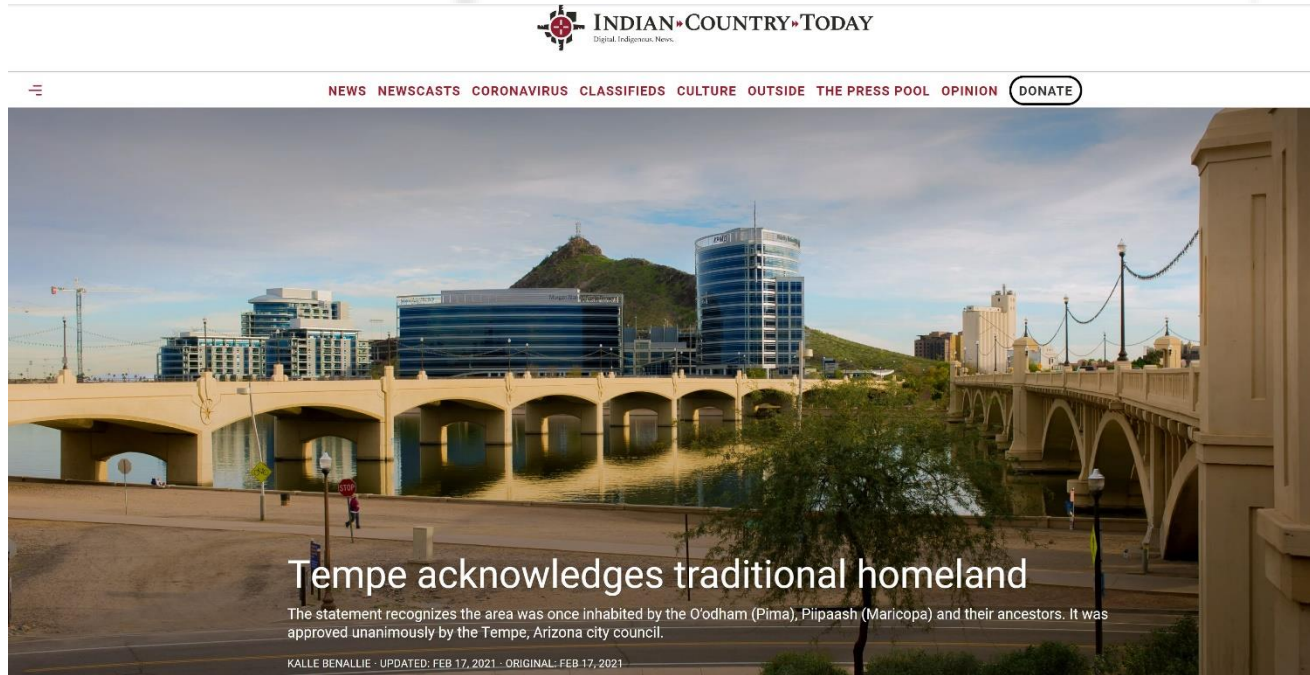 INDIAN COUNTRY TODAY
Digital. Indigenous. News.
NEWS NEWSCASTS CORONAVIRUS CLASSIFIEDS CULTURE OUTSIDE THE PRESS POOL OPINION DONATE
KPMG
STOP
Tempe acknowledges traditional homeland
The statement recognizes the area was once inhabited by the O'odham (Pima), Piipaash (Maricopa) and their ancestors. It was
approved unanimously by the Tempe, Arizona city council.
KALLE BENALLIE · UPDATED: FEB 17, 2021 · ORIGINAL: FEB 17, 2021